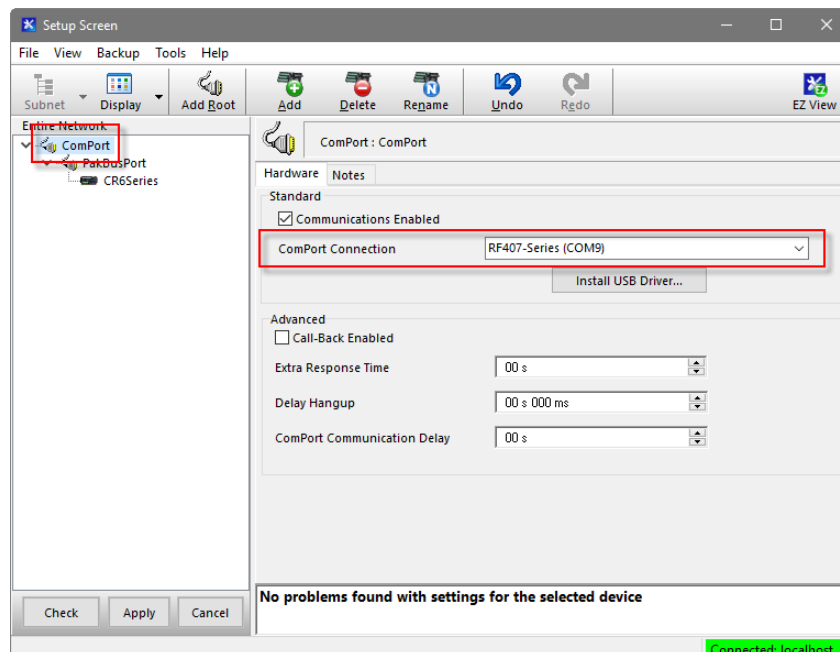 Setup Screen
File View Backup Tools Help
Subnet Display Add Root Add Delete Rename Undo Redo EZ View
Entire Network
ComPort
PakBusPort
CR6Series
ComPort : ComPort
Hardware Notes
Standard
Communications Enabled
ComPort Connection RF407-Series (COM9)
Install USB Driver...
Advanced
Call-Back Enabled
Extra Response Time 00 s
Delay Hangup 00 s 000 ms
ComPort Communication Delay 00 s
Check Apply Cancel
No problems found with settings for the selected device
Connected: localhost